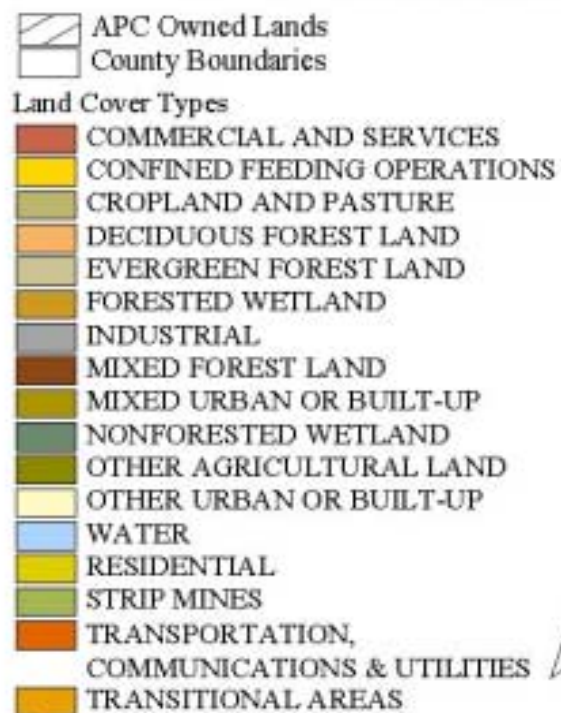 APC Owned Lands
County Boundaries
Land Cover Types
COMMERCIAL AND SERVICES
CONFINED FEEDING OPERATIONS
CROPLAND AND PASTURE
DECIDUOUS FOREST LAND
EVERGREEN FOREST LAND
FORESTED WETLAND
INDUSTRIAL
MIXED FOREST LAND
MIXED URBAN OR BUILT-UP
NONFORESTED WETLAND
OTHER AGRICULTURAL LAND
OTHER URBAN OR BUILT-UP
WATER
RESIDENTIAL
STRIP MINES
TRANSPORTATION,
COMMUNICATIONS & UTILITIES
TRANSITIONAL AREAS